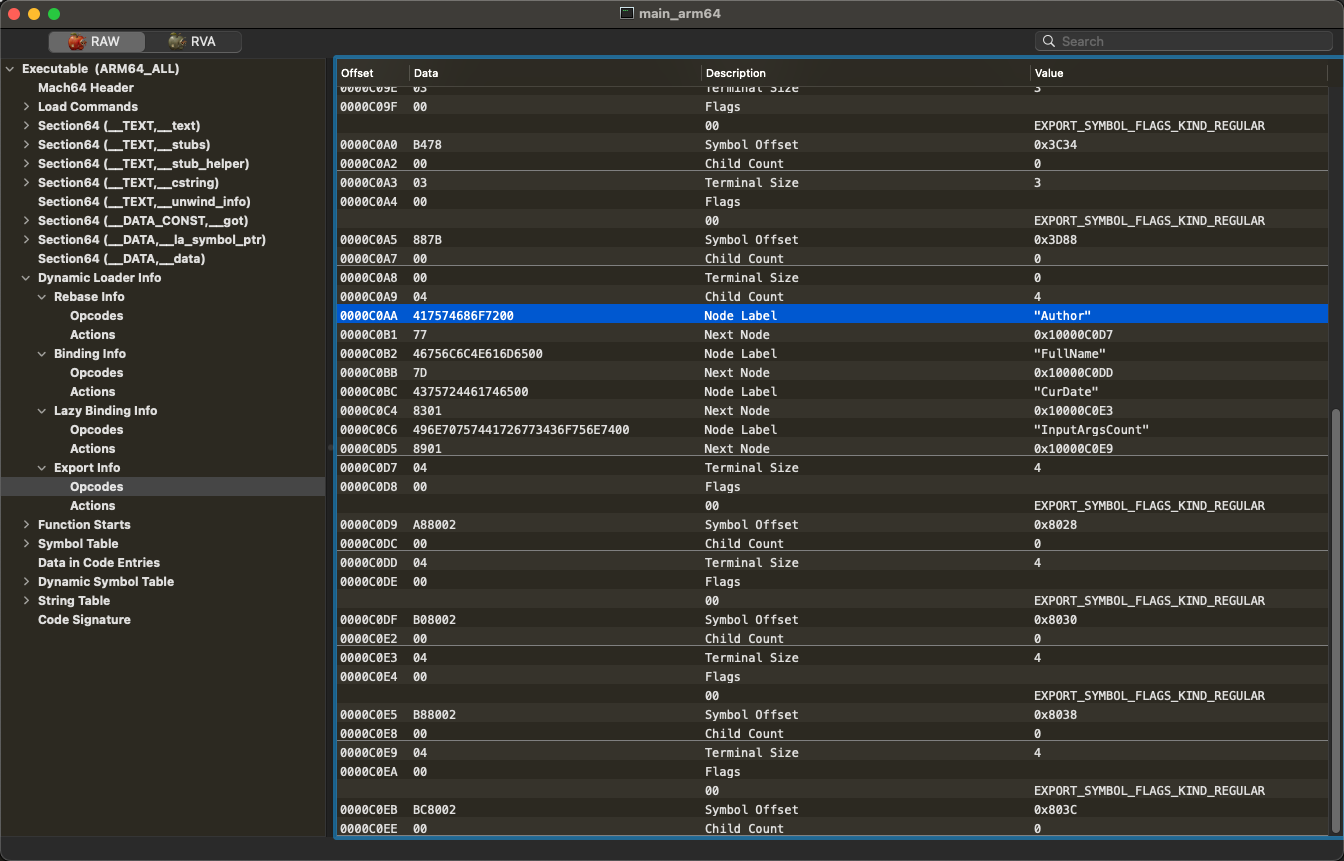 main_arm64
RAW RVA Search
Executable (ARM64_ALL)
Mach64 Header
Load Commands
Section64 (__TEXT,__text)
Section64 (__TEXT,__stubs)
Section64 (__TEXT,__stub_helper)
Section64 (__TEXT,__cstring)
Section64 (__TEXT,__unwind_info)
Section64 (__DATA_CONST,__got)
Section64 (__DATA,__la_symbol_ptr)
Section64 (__DATA,__data)
Dynamic Loader Info
Rebase Info
Opcodes
Actions
Binding Info
Opcodes
Actions
Lazy Binding Info
Opcodes
Actions
Export Info
Opcodes
Actions
Function Starts
Symbol Table
Data in Code Entries
Dynamic Symbol Table
String Table
Code Signature
Offset Data Description Value
0000C09E 03 Terminal Size 3
0000C09F 00 Flags
00 EXPORT_SYMBOL_FLAGS_KIND_REGULAR
0000C0A0 B478 Symbol Offset 0x3C34
0000C0A2 00 Child Count 0
0000C0A3 03 Terminal Size 3
0000C0A4 00 Flags
00 EXPORT_SYMBOL_FLAGS_KIND_REGULAR
0000C0A5 887B Symbol Offset 0x3D88
0000C0A7 00 Child Count 0
0000C0A8 00 Terminal Size 0
0000C0A9 04 Child Count 4
0000C0AA 417574686F7200 Node Label "Author"
0000C0B1 77 Next Node 0x10000C0D7
0000C0B2 46756C6C4E616D6500 Node Label "FullName"
0000C0BB 7D Next Node 0x10000C0DD
0000C0BC 4375724461746500 Node Label "CurDate"
0000C0C4 8301 Next Node 0x10000C0E3
0000C0C6 496E70757441726773436F756E7400 Node Label "InputArgsCount"
0000C0D5 8901 Next Node 0x10000C0E9
0000C0D7 04 Terminal Size 4
0000C0D8 00 Flags
00 EXPORT_SYMBOL_FLAGS_KIND_REGULAR
0000C0D9 A88002 Symbol Offset 0x8028
0000C0DC 00 Child Count 0
0000C0DD 04 Terminal Size 4
0000C0DE 00 Flags
00 EXPORT_SYMBOL_FLAGS_KIND_REGULAR
0000C0DF B08002 Symbol Offset 0x8030
0000C0E2 00 Child Count 0
0000C0E3 04 Terminal Size 4
0000C0E4 00 Flags
00 EXPORT_SYMBOL_FLAGS_KIND_REGULAR
0000C0E5 B88002 Symbol Offset 0x8038
0000C0E8 00 Child Count 0
0000C0E9 04 Terminal Size 4
0000C0EA 00 Flags
00 EXPORT_SYMBOL_FLAGS_KIND_REGULAR
0000C0EB BC8002 Symbol Offset 0x803C
0000C0EE 00 Child Count 0